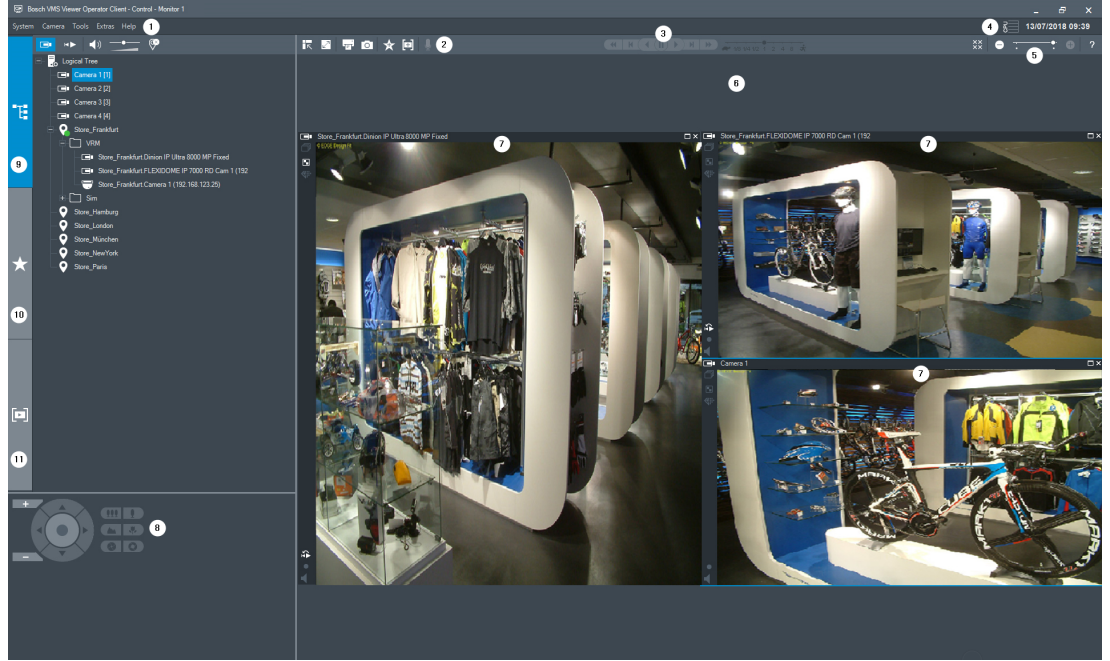 Bosch VMS Viewer Operator Client - Control - Monitor 1
System Camera Tools Extras Help 1
4 13/07/2018 09:39
2
3
5
?
6
Logical Tree
Camera 1 [1]
Camera 2 [2]
Camera 3 [3]
Camera 4 [4]
Store_Frankfurt
VRM
Store_Frankfurt.Dinion IP Ultra 8000 MP Fixed
Store_Frankfurt.FLEXIDOME IP 7000 RD Cam 1 (192
Store_Frankfurt.Camera 1 (192.168.123.25)
Sim
Store_Hamburg
Store_London
Store_München
Store_NewYork
Store_Paris
9
10
11
8
Store_Frankfurt.Dinion IP Ultra 8000 MP Fixed
7
Store_Frankfurt.FLEXIDOME IP 7000 RD Cam 1 (192
7
Camera 1
7
CUBE